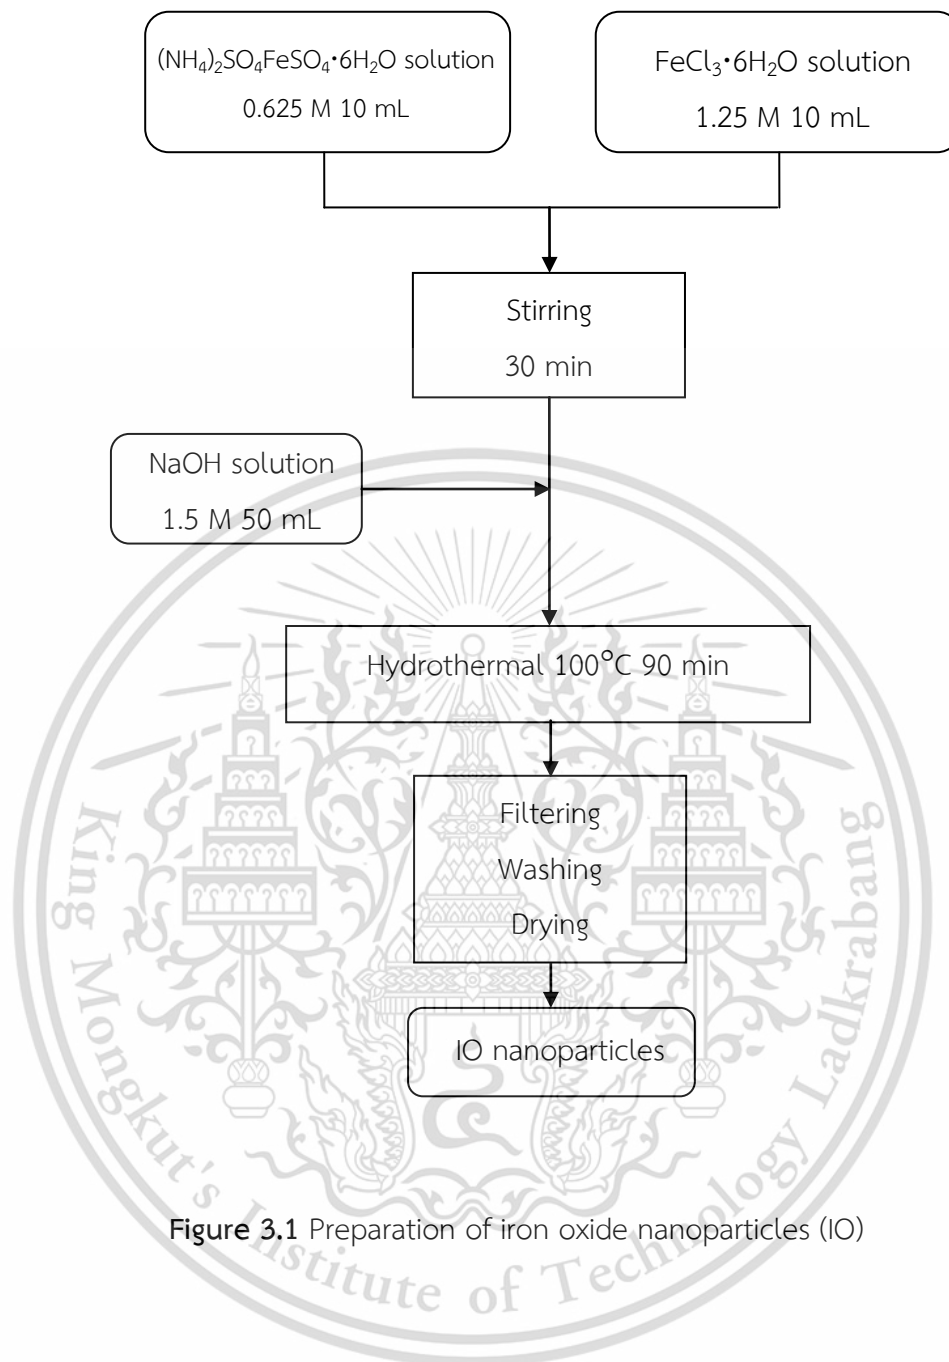 (NH₄)₂SO₄FeSO₄•6H₂O solution
0.625 M 10 mL
FeCl₃•6H₂O solution
1.25 M 10 mL
Stirring
30 min
NaOH solution
1.5 M 50 mL
Hydrothermal 100°C 90 min
Filtering
Washing
Drying
IO nanoparticles
Figure 3.1 Preparation of iron oxide nanoparticles (IO)
King Mongkut's Institute of Technology Ladkrabang